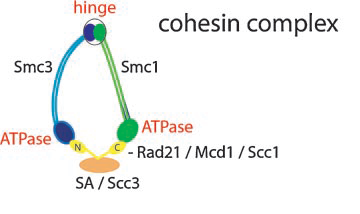 hinge
cohesin complex
Smc3
Smc1
ATPase
ATPase
N
C
- Rad21 / Mcd1 / Scc1
SA / Scc3